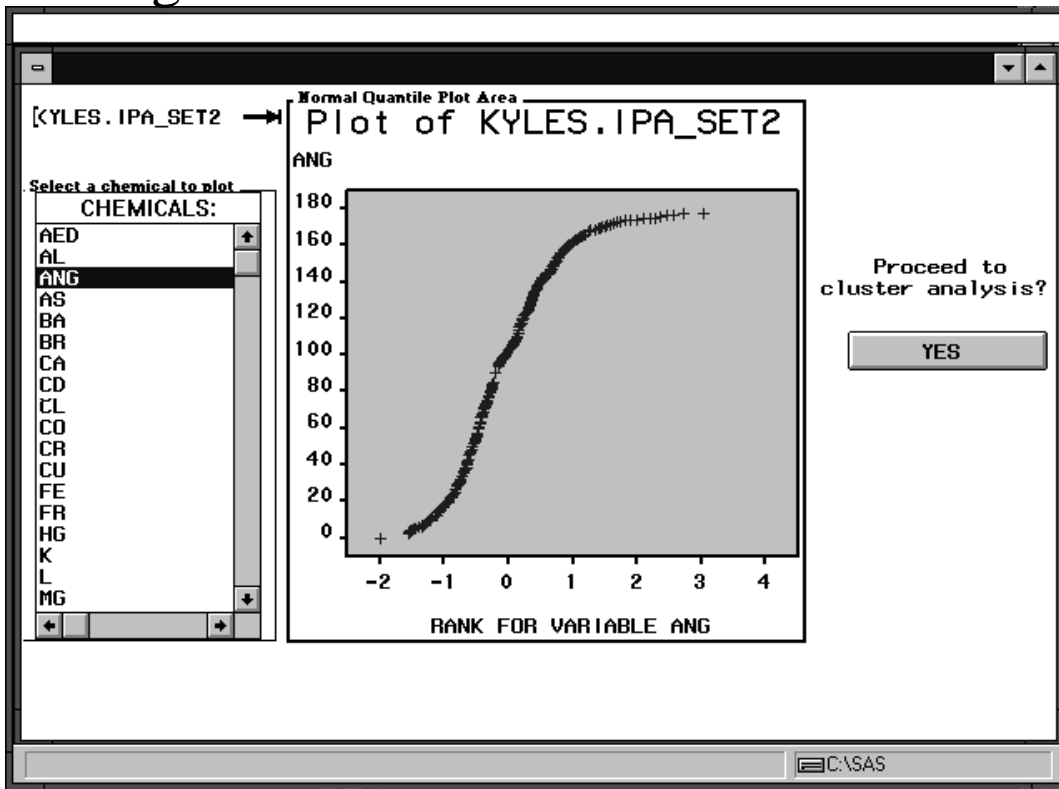 [KYLES.IPA_SET2
Normal Quantile Plot Area
Plot of KYLES.IPA_SET2
ANG
Select a chemical to plot
CHEMICALS:
AED
AL
ANG
AS
BA
BR
CA
CD
CL
CO
CR
CU
FE
FR
HG
K
L
MG
180
160
140
120
100
80
60
40
20
0
-2 -1 0 1 2 3 4
RANK FOR VARIABLE ANG
Proceed to
cluster analysis?
YES
C:\SAS